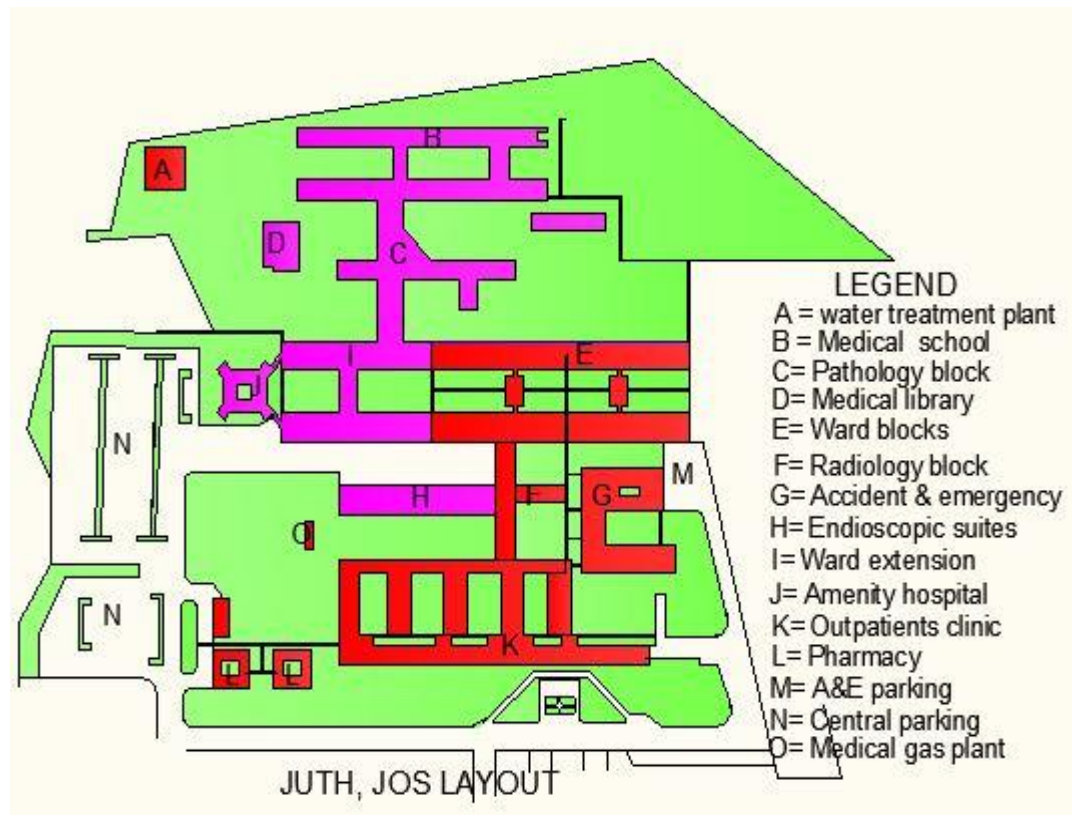 B
A
D
C
LEGEND
A = water treatment plant
B = Medical school
C= Pathology block
D= Medical library
E= Ward blocks
F= Radiology block
G= Accident & emergency
H= Endioscopic suites
I= Ward extension
J= Amenity hospital
K= Outpatients clinic
L= Pharmacy
M= A&E parking
N= Central parking
O= Medical gas plant
I
E
J
N
M
H
F
G
O
N
K
L
L
JUTH, JOS LAYOUT